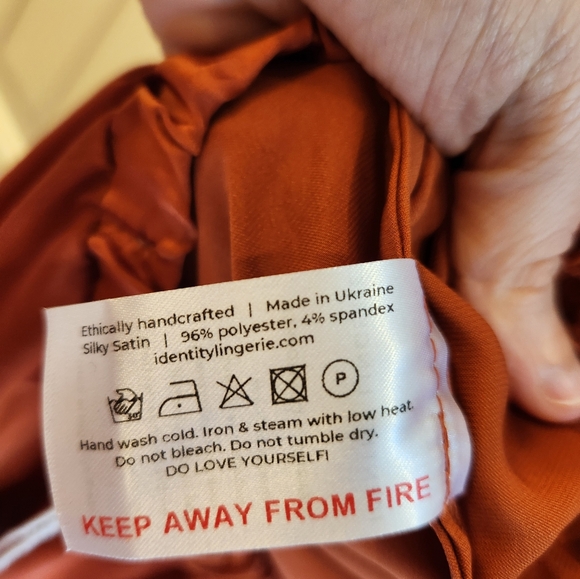 Ethically handcrafted | Made in Ukraine
Silky Satin | 96% polyester, 4% spandex
identitylingerie.com
30° P
Hand wash cold. Iron & steam with low heat.
Do not bleach. Do not tumble dry.
DO LOVE YOURSELF!
KEEP AWAY FROM FIRE